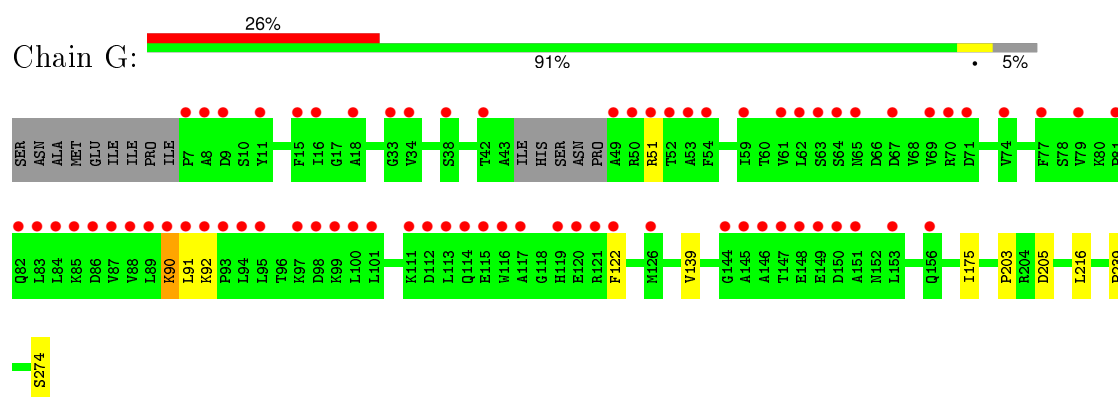 26%
Chain G:
91% • 5%
SER ASN ALA MET GLU ILE ILE PRO ILE P7 A8 D9 S10 Y11 F15 I16 G17 A18 G33 V34 S38 T42 A43 ILE HIS SER ASN PRO A49 R50 R51 T52 A53 F54 I59 T60 V61 L62 S63 S64 N65 D66 D67 V68 V69 R70 D71 V74 F77 S78 V79 K80
Q82 L83 L84 K85 D86 V87 V88 L89 K90 L91 K92 P93 L94 L95 T96 K97 D98 K99 L100 L101 K111 D112 L113 Q114 E115 W116 A117 G118 H119 E120 R121 F122 M126 V139 G144 A145 A146 T147 E148 E149 D150 A151 N152 L153 Q156 I175 P203 R204 D205 L216
S274